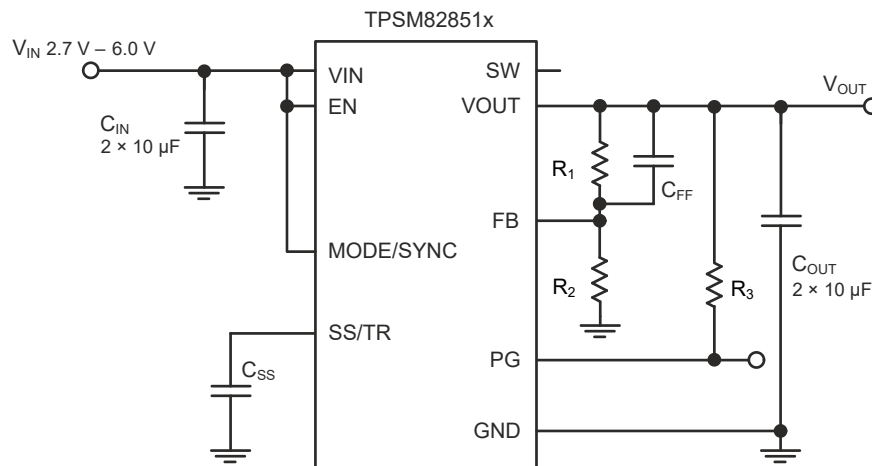 TPSM82851x
V_IN 2.7 V – 6.0 V
VIN
SW
EN
VOUT
V_OUT
C_IN
2 × 10 µF
R_1
C_FF
FB
MODE/SYNC
R_2
R_3
C_OUT
2 × 10 µF
SS/TR
PG
C_SS
GND